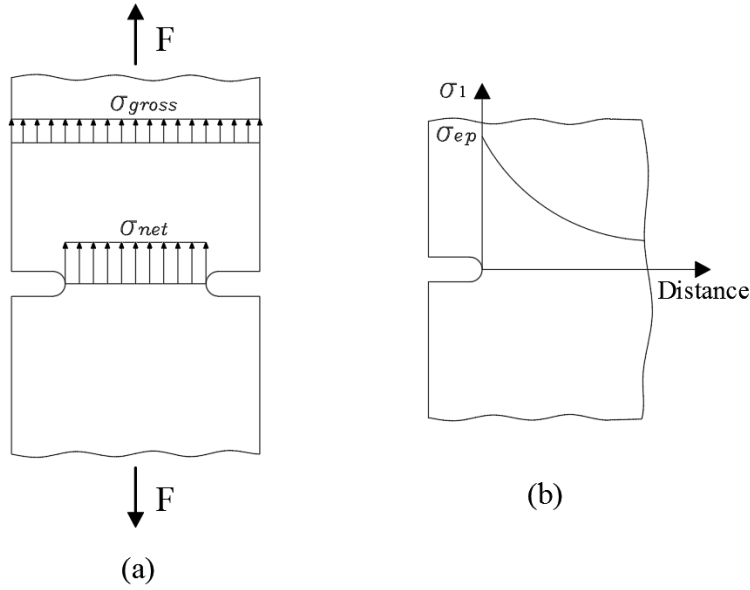 F
σgross
σnet
F
(a)
σ1
σep
Distance
(b)